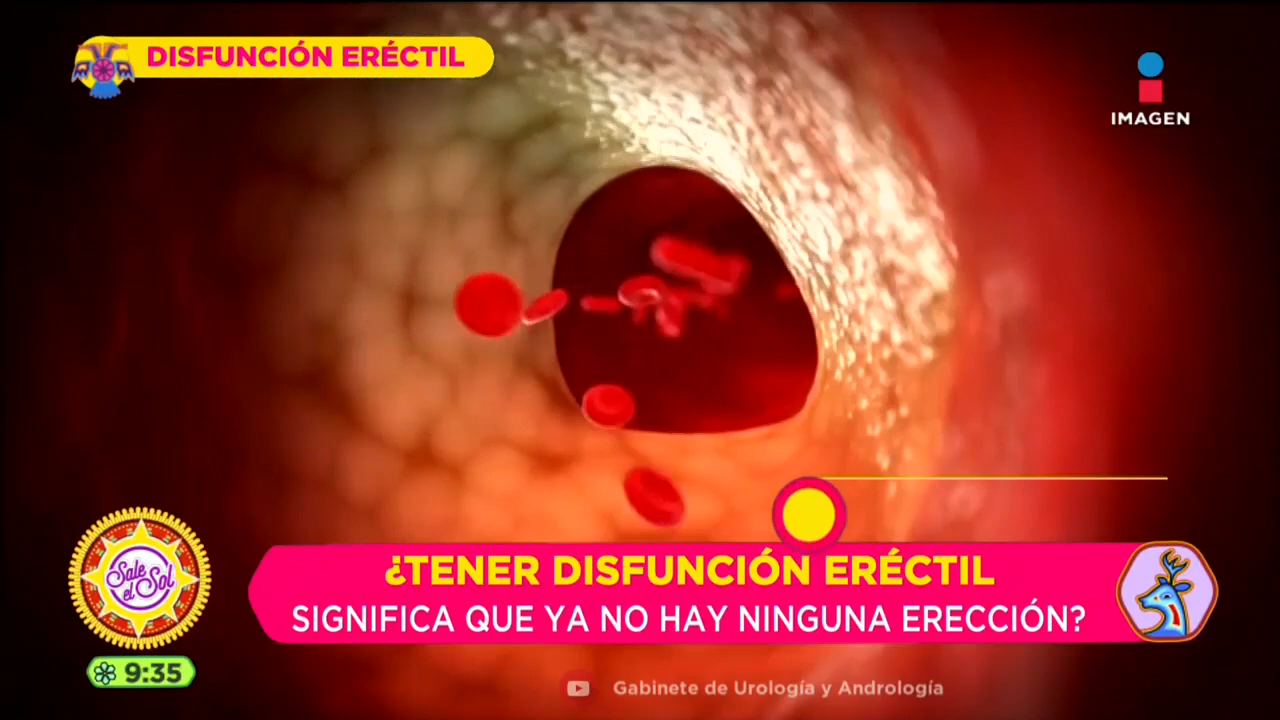 DISFUNCIÓN ERÉCTIL
IMAGEN
¿TENER DISFUNCIÓN ERÉCTIL
SIGNIFICA QUE YA NO HAY NINGUNA ERECCIÓN?
Sale
el Sol
9:35
Gabinete de Urología y Andrología